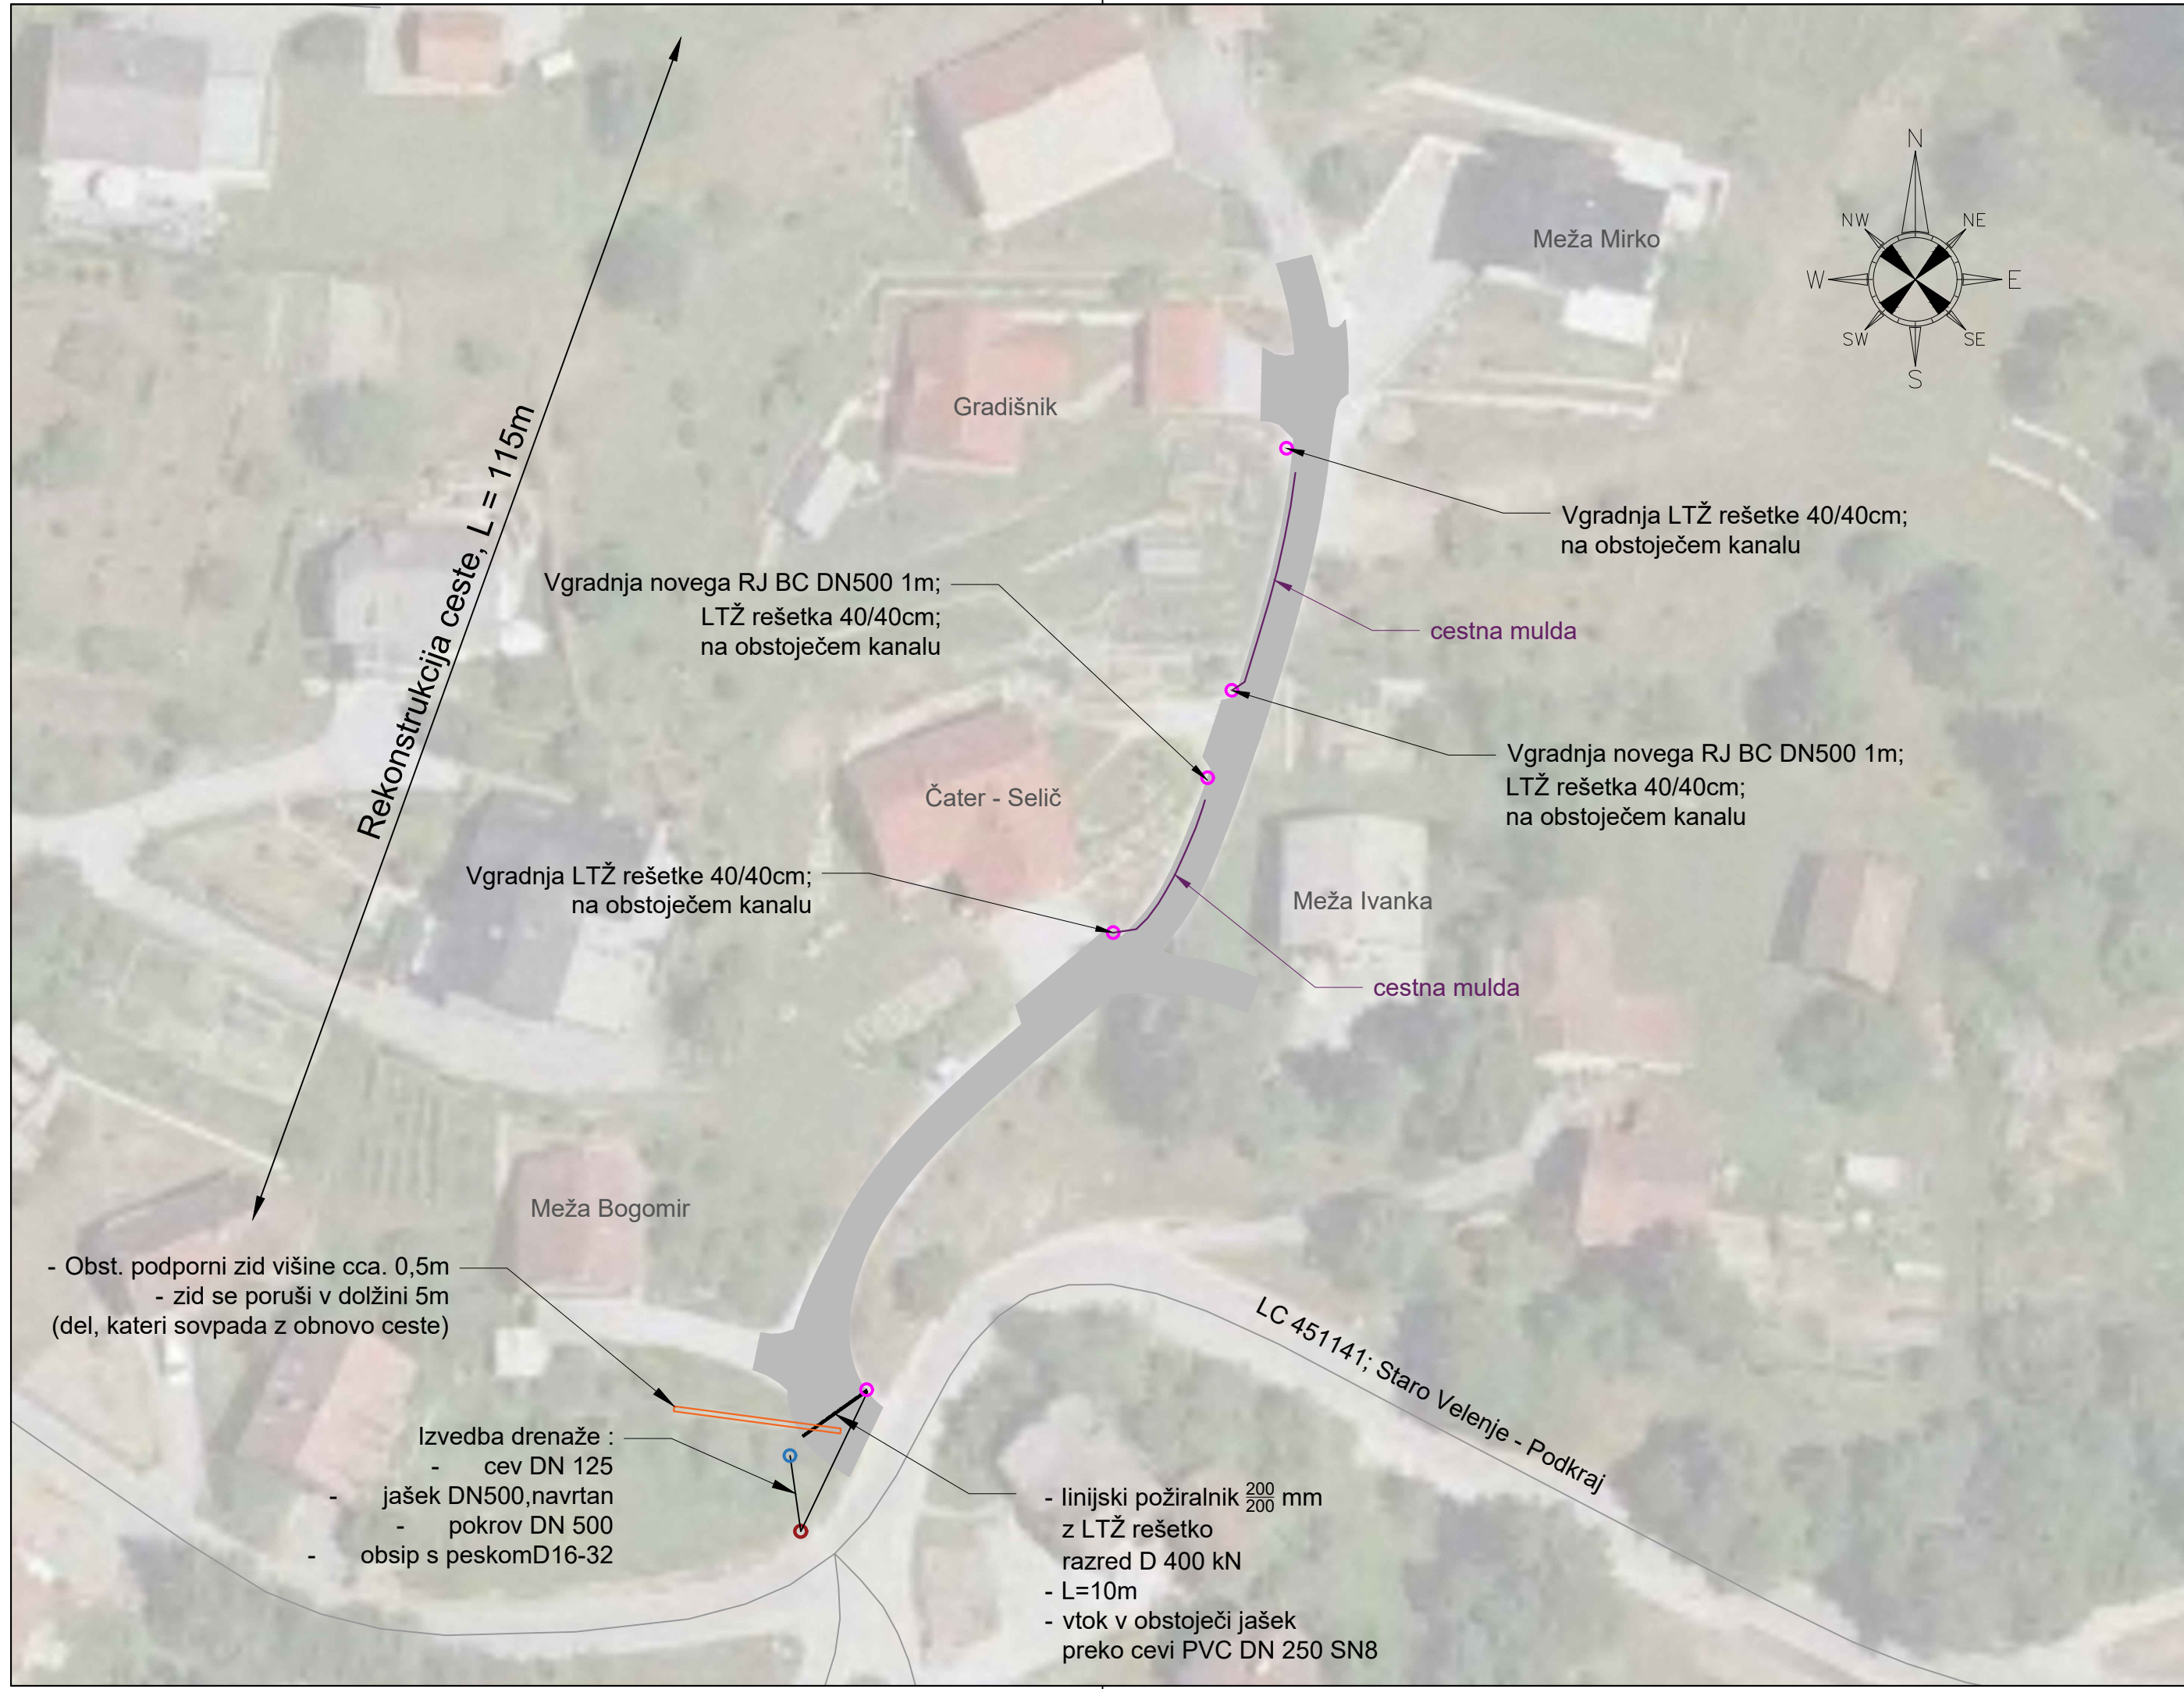 N
NW
NE
W
E
SW
SE
S
Meža Mirko
Gradišnik
Rekonstrukcija ceste, L = 115m
Vgradnja LTŽ rešetke 40/40cm;
na obstoječem kanalu
Vgradnja novega RJ BC DN500 1m;
LTŽ rešetka 40/40cm;
na obstoječem kanalu
cestna mulda
Vgradnja novega RJ BC DN500 1m;
LTŽ rešetka 40/40cm;
na obstoječem kanalu
Čater - Selič
Vgradnja LTŽ rešetke 40/40cm;
na obstoječem kanalu
Meža Ivanka
cestna mulda
Meža Bogomir
- Obst. podporni zid višine cca. 0,5m
- zid se poruši v dolžini 5m
(del, kateri sovpada z obnovo ceste)
LC 451141; Staro Velenje - Podkraj
Izvedba drenaže :
- cev DN 125
- jašek DN500,navrtan
- pokrov DN 500
- obsip s peskomD16-32
- linijski požiralnik 200/200 mm
z LTŽ rešetko
razred D 400 kN
- L=10m
- vtok v obstoječi jašek
preko cevi PVC DN 250 SN8